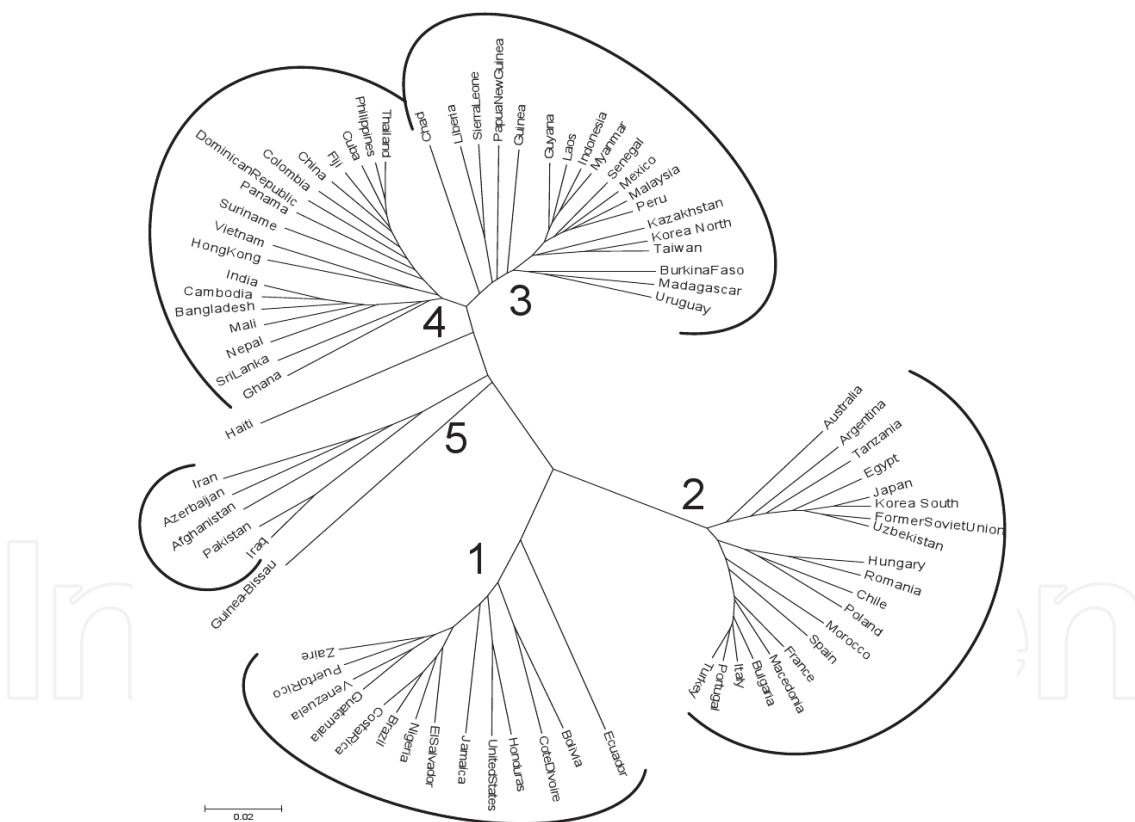 Chad
Liberia
SierraLeone
PapuaNewGuinea
Guinea
Guyana
Laos
Indonesia
Myanmar
Senegal
Mexico
Malaysia
Peru
Kazakhstan
Korea North
Taiwan
BurkinaFaso
Madagascar
Uruguay
3
Thailand
Philippines
Cuba
Fiji
China
Colombia
DominicanRepublic
Panama
Suriname
Vietnam
HongKong
India
Cambodia
Bangladesh
Mali
Nepal
SriLanka
Ghana
4
Haiti
5
Iran
Azerbaijan
Afghanistan
Pakistan
Iraq
Guinea-Bissau
Australia
Argentina
Tanzania
Egypt
Japan
Korea South
FormerSovietUnion
Uzbekistan
2
Hungary
Romania
Chile
Poland
Morocco
Spain
France
Macedonia
Bulgaria
Italy
Portugal
Turkey
1
Zaire
PuertoRico
Venezuela
Guatemala
CostaRica
Brazil
Nigeria
ElSalvador
Jamaica
UnitedStates
Honduras
CoteDIvoire
Bolivia
Ecuador
0.02
In
en